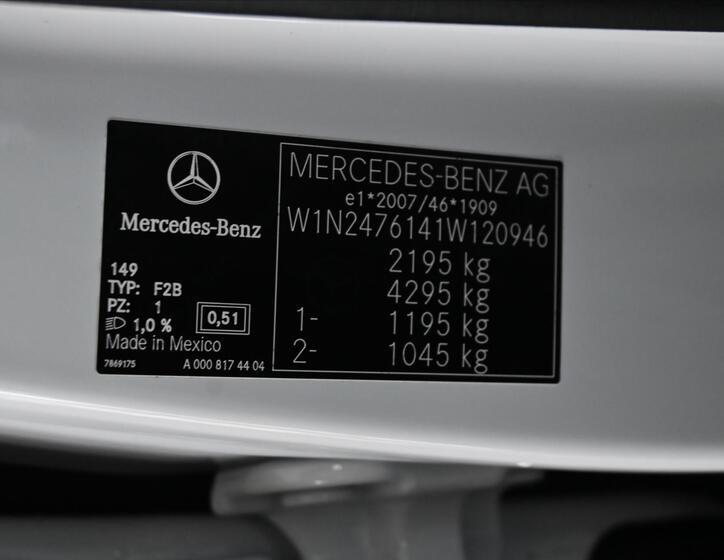 Mercedes-Benz
149
TYP: F2B
PZ: 1
1,0 %
0,51
Made in Mexico
7869175
A 000 817 44 04
MERCEDES-BENZ AG
e1*2007/46*1909
W1N2476141W120946
2195 kg
4295 kg
1- 1195 kg
2- 1045 kg